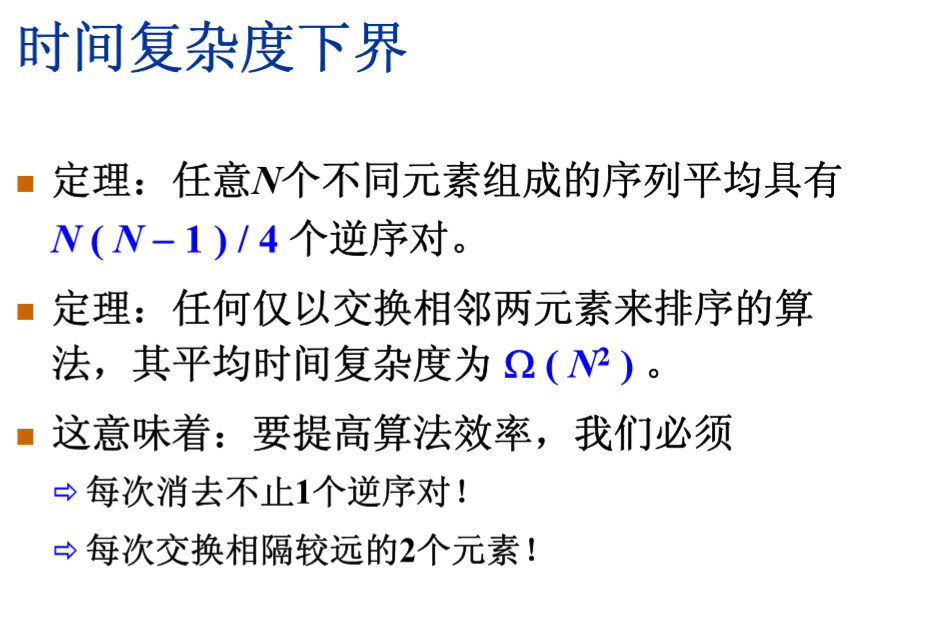 时间复杂度下界
■ 定理：任意N个不同元素组成的序列平均具有
N ( N – 1 ) / 4 个逆序对。
■ 定理：任何仅以交换相邻两元素来排序的算
法，其平均时间复杂度为 Ω ( N² ) 。
■ 这意味着：要提高算法效率，我们必须
⇨ 每次消去不止1个逆序对！
⇨ 每次交换相隔较远的2个元素！